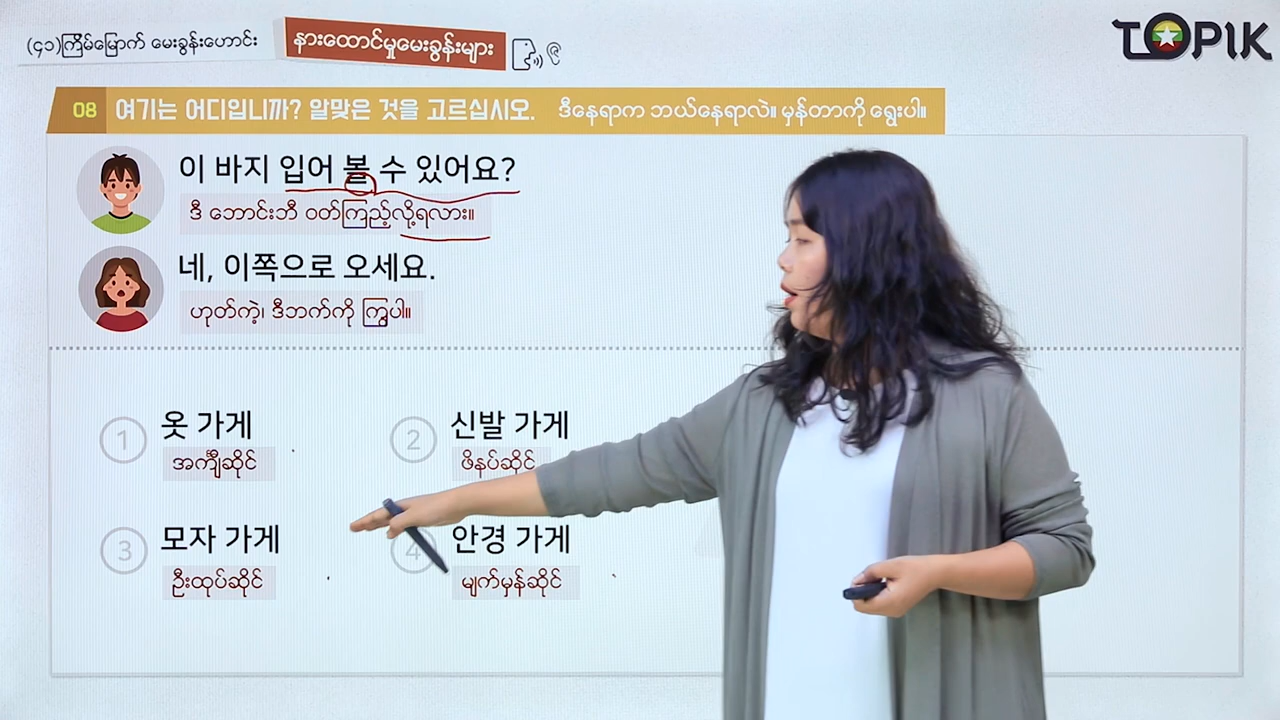 (၄၁)ကြိမ်မြောက် မေးခွန်းဟောင်း
နားထောင်မှုမေးခွန်းများ
TOPIK
08 여기는 어디입니까? 알맞은 것을 고르십시오. ဒီနေရာက ဘယ်နေရာလဲ။ မှန်တာကို ရွေးပါ။
이 바지 입어 볼 수 있어요?
ဒီ ဘောင်းဘီ ဝတ်ကြည့်လို့ရလား။
네, 이쪽으로 오세요.
ဟုတ်ကဲ့၊ ဒီဘက်ကို ကြွပါ။
1 옷 가게
အင်္ကျီဆိုင်
2 신발 가게
ဖိနပ်ဆိုင်
3 모자 가게
ဦးထုပ်ဆိုင်
4 안경 가게
မျက်မှန်ဆိုင်